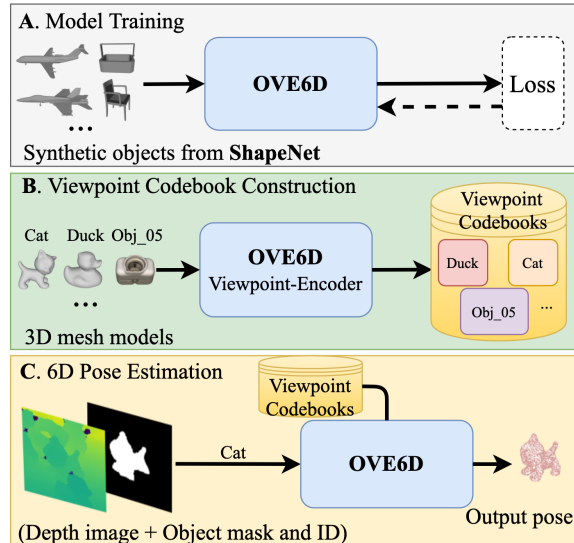 A. Model Training
OVE6D
Loss
...
Synthetic objects from ShapeNet
B. Viewpoint Codebook Construction
Cat Duck Obj_05
...
3D mesh models
OVE6D
Viewpoint-Encoder
Viewpoint
Codebooks
Duck
Cat
Obj_05
...
C. 6D Pose Estimation
Viewpoint
Codebooks
Cat
OVE6D
Output pose
(Depth image + Object mask and ID)